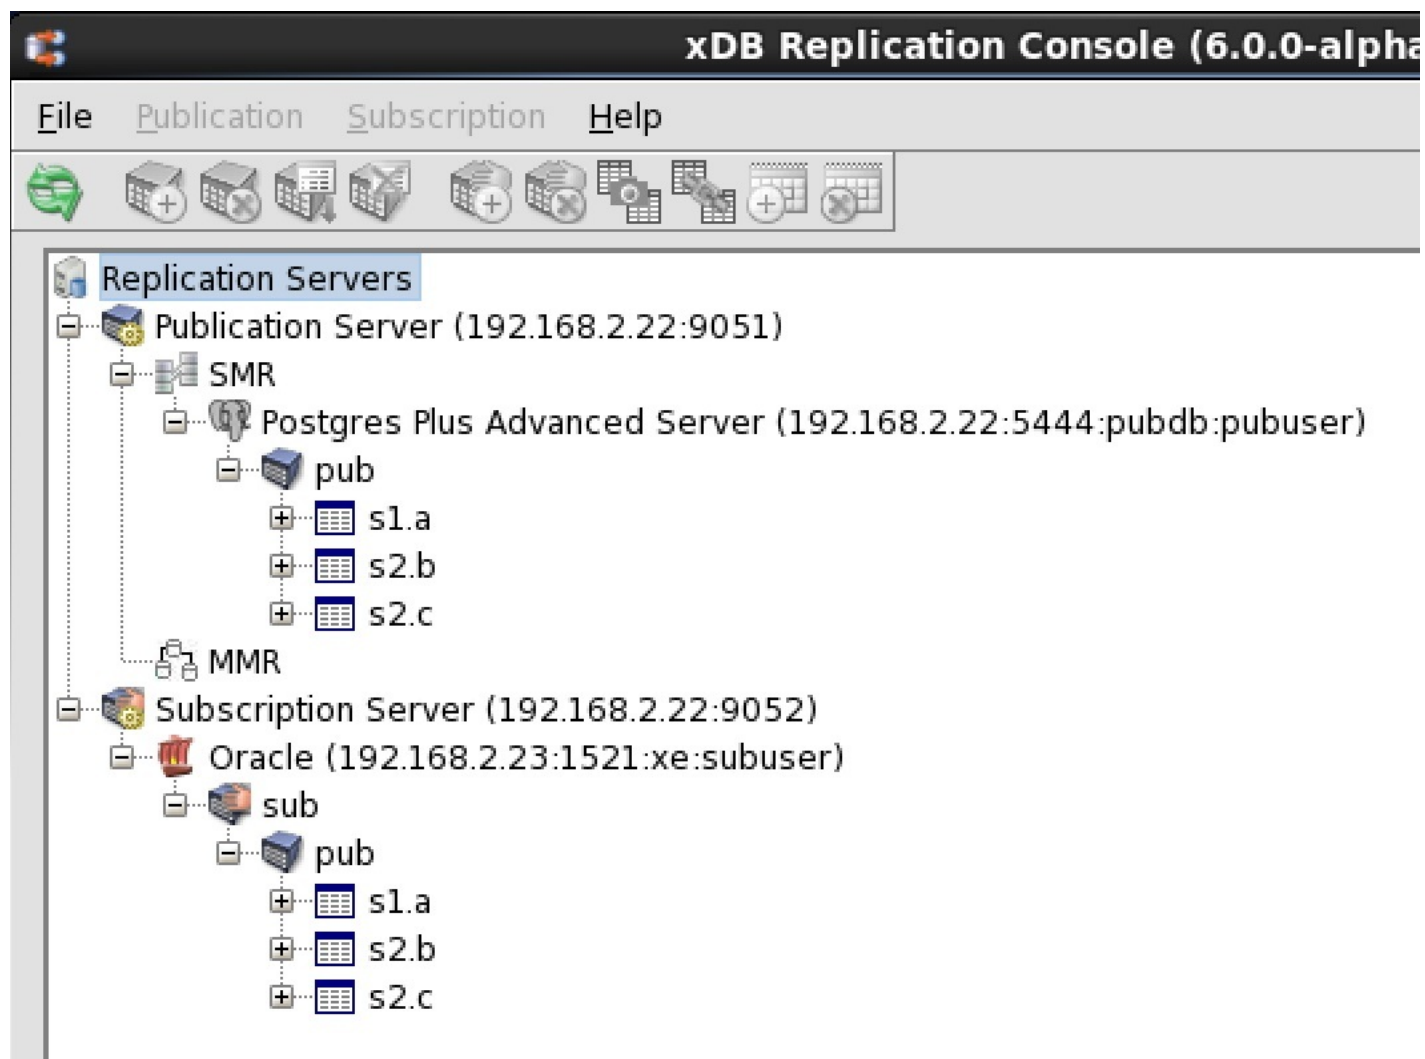 xDB Replication Console (6.0.0-alpha
File Publication Subscription Help
Replication Servers
Publication Server (192.168.2.22:9051)
SMR
Postgres Plus Advanced Server (192.168.2.22:5444:pubdb:pubuser)
pub
s1.a
s2.b
s2.c
MMR
Subscription Server (192.168.2.22:9052)
Oracle (192.168.2.23:1521:xe:subuser)
sub
pub
s1.a
s2.b
s2.c